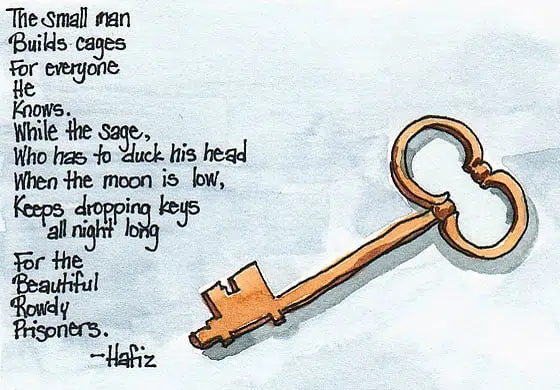 The small man
Builds cages
For everyone
He
Knows.
While the sage,
Who has to duck his head
When the moon is low,
Keeps dropping keys
all night long
For the
Beautiful
Rowdy
Prisoners.
-Hafiz